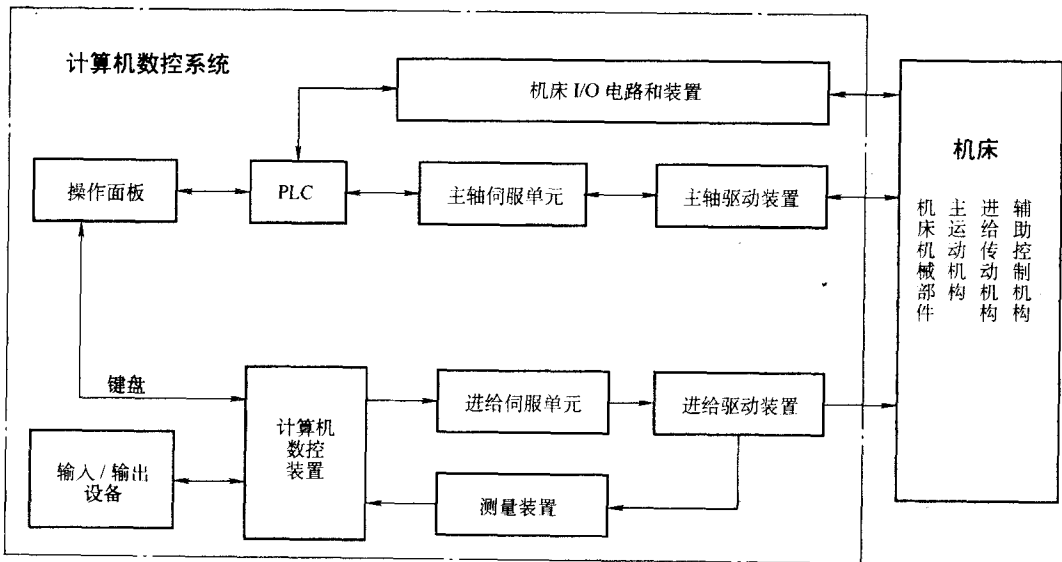 计算机数控系统
机床 I/O 电路和装置
机床
操作面板
PLC
主轴伺服单元
主轴驱动装置
机床机械部件
主运动机构
进给传动机构
辅助控制机构
键盘
计算机
数控
装置
进给伺服单元
进给驱动装置
输入 / 输出
设备
测量装置